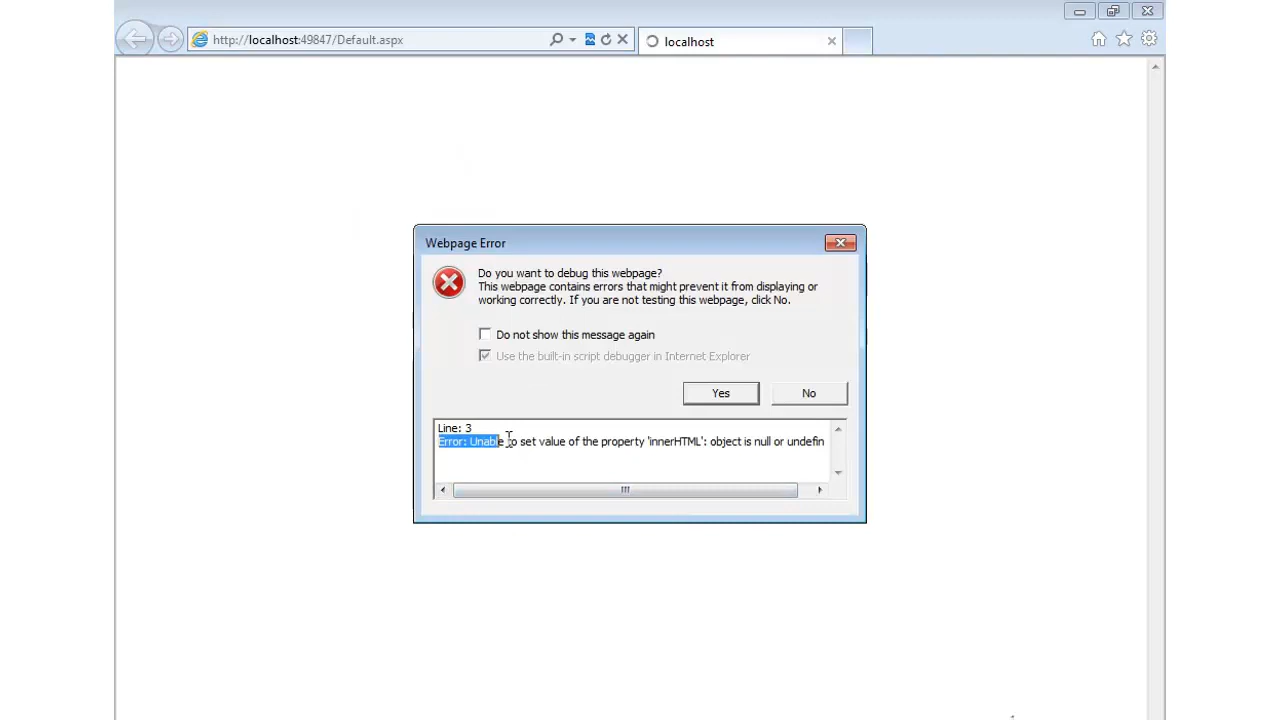 http://localhost:49847/Default.aspx
localhost
Webpage Error
Do you want to debug this webpage?
This webpage contains errors that might prevent it from displaying or
working correctly. If you are not testing this webpage, click No.
Do not show this message again
Use the built-in script debugger in Internet Explorer
Yes No
Line: 3
Error: Unable to set value of the property 'innerHTML': object is null or undefin